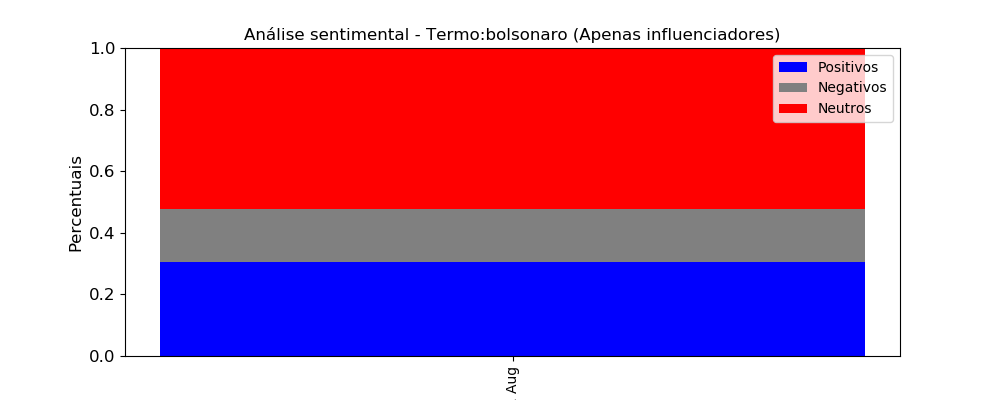 Análise sentimental - Termo:bolsonaro (Apenas influenciadores)
1.0
0.8
0.6
0.4
0.2
0.0
Percentuais
Positivos
Negativos
Neutros
Aug